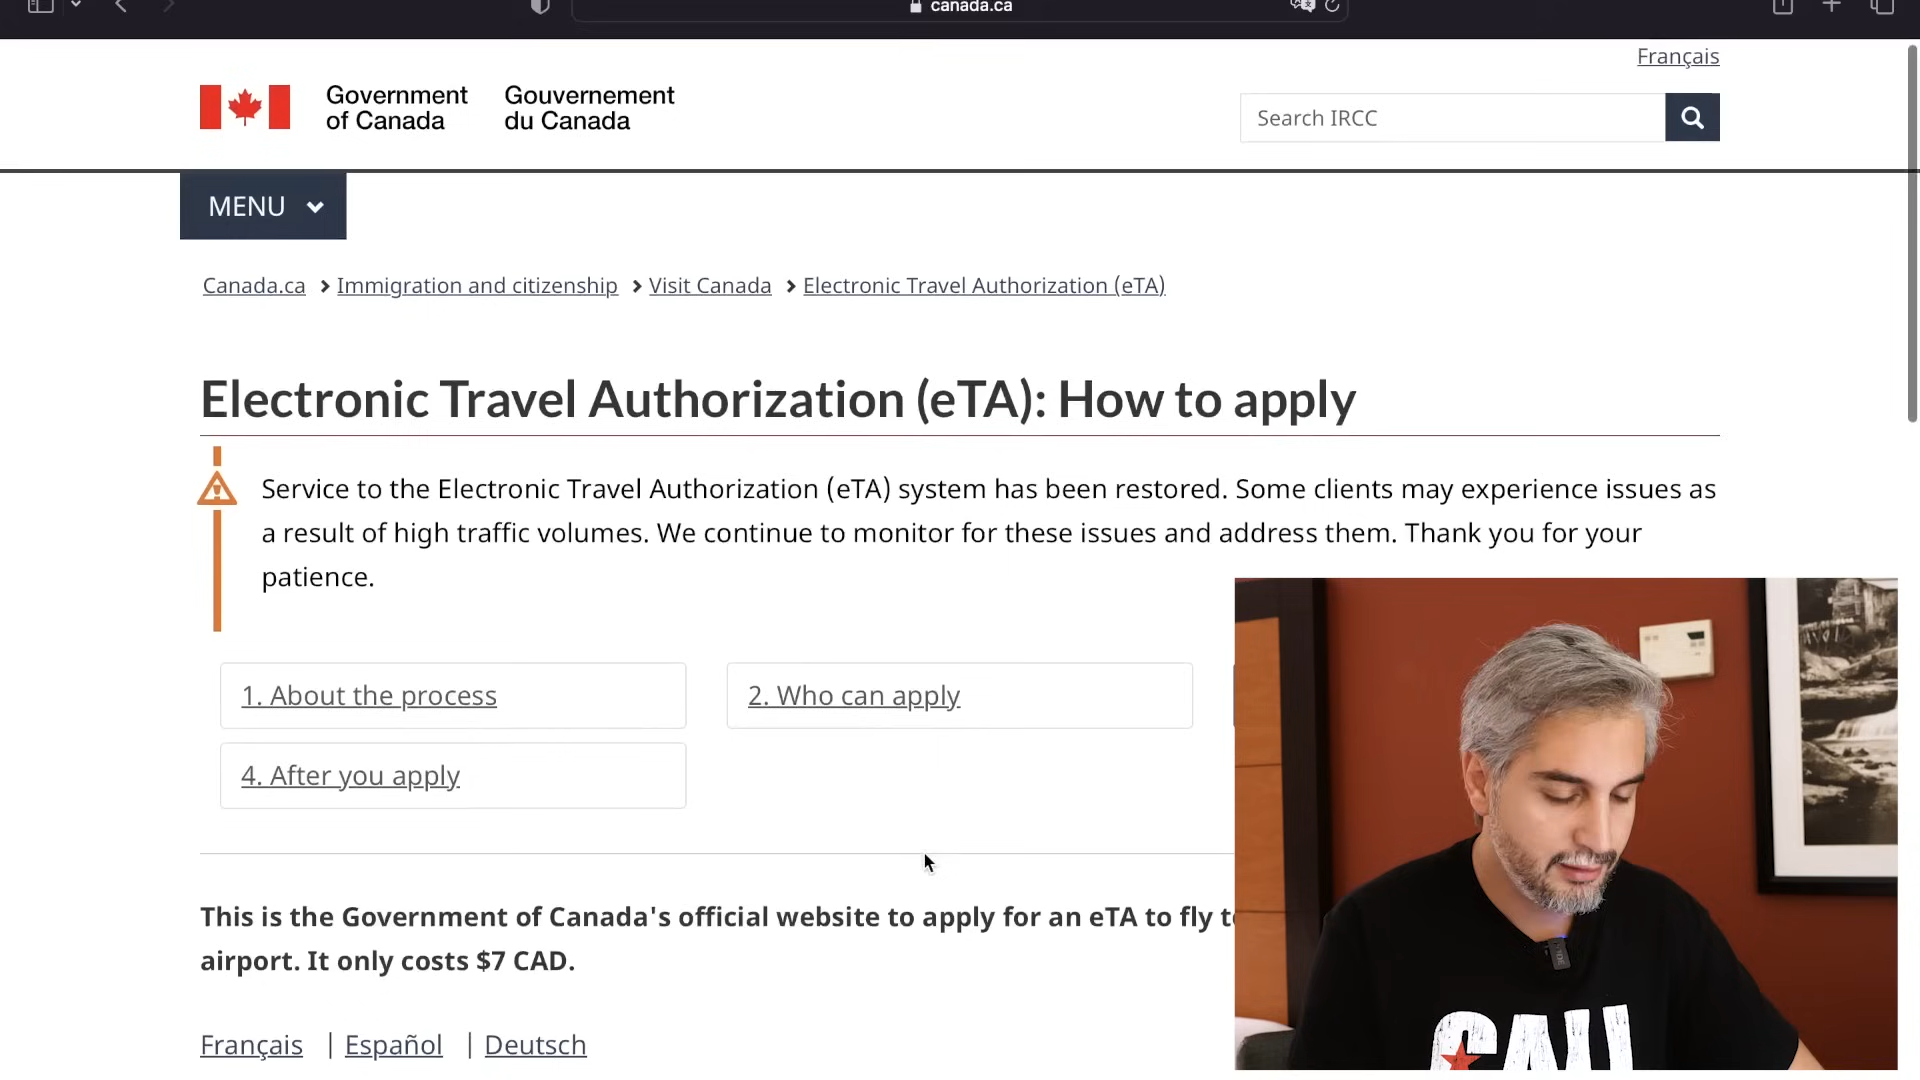 canada.ca
Français
Government
of Canada
Gouvernement
du Canada
Search IRCC
MENU
Canada.ca > Immigration and citizenship > Visit Canada > Electronic Travel Authorization (eTA)
Electronic Travel Authorization (eTA): How to apply
Service to the Electronic Travel Authorization (eTA) system has been restored. Some clients may experience issues as
a result of high traffic volumes. We continue to monitor for these issues and address them. Thank you for your
patience.
1. About the process
2. Who can apply
4. After you apply
This is the Government of Canada's official website to apply for an eTA to fly
airport. It only costs $7 CAD.
Français | Español | Deutsch